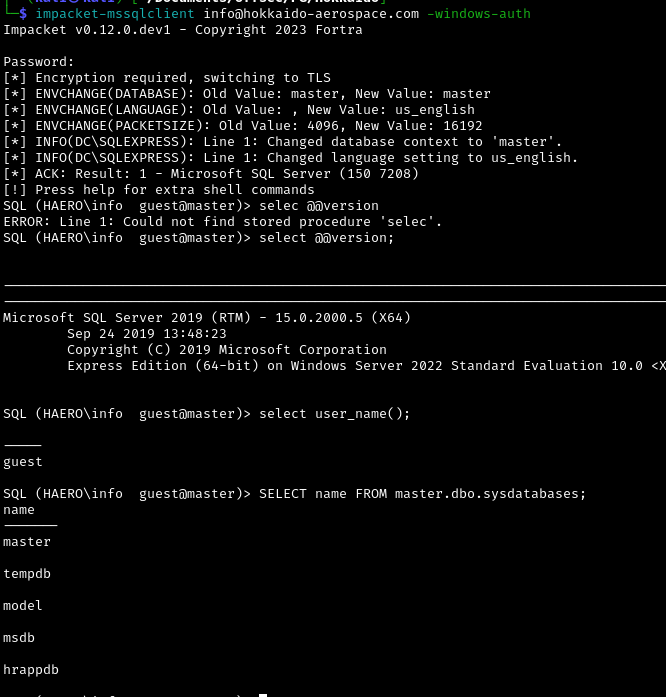 └─$ impacket-mssqlclient info@hokkaido-aerospace.com -windows-auth
Impacket v0.12.0.dev1 - Copyright 2023 Fortra
Password:
[*] Encryption required, switching to TLS
[*] ENVCHANGE(DATABASE): Old Value: master, New Value: master
[*] ENVCHANGE(LANGUAGE): Old Value: , New Value: us_english
[*] ENVCHANGE(PACKETSIZE): Old Value: 4096, New Value: 16192
[*] INFO(DC\SQLEXPRESS): Line 1: Changed database context to 'master'.
[*] INFO(DC\SQLEXPRESS): Line 1: Changed language setting to us_english.
[*] ACK: Result: 1 - Microsoft SQL Server (150 7208)
[!] Press help for extra shell commands
SQL (HAERO\info  guest@master)> selec @@version
ERROR: Line 1: Could not find stored procedure 'selec'.
SQL (HAERO\info  guest@master)> select @@version;
Microsoft SQL Server 2019 (RTM) - 15.0.2000.5 (X64)
Sep 24 2019 13:48:23
Copyright (C) 2019 Microsoft Corporation
Express Edition (64-bit) on Windows Server 2022 Standard Evaluation 10.0 <X
SQL (HAERO\info  guest@master)> select user_name();
-----
guest
SQL (HAERO\info  guest@master)> SELECT name FROM master.dbo.sysdatabases;
name
-------
master
tempdb
model
msdb
hrappdb